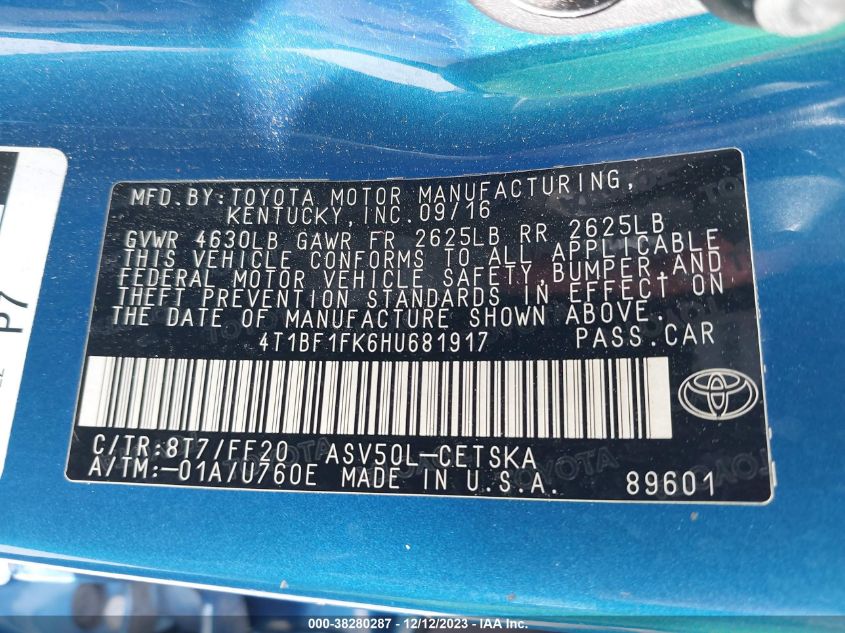 MFD.BY:TOYOTA MOTOR MANUFACTURING,
KENTUCKY, INC. 09/16
GVWR 4630LB GAWR FR 2625LB RR 2625LB
THIS VEHICLE CONFORMS TO ALL APPLICABLE
FEDERAL MOTOR VEHICLE SAFETY, BUMPER, AND
THEFT PREVENTION STANDARDS IN EFFECT ON
THE DATE OF MANUFACTURE SHOWN ABOVE.
4T1BF1FK6HU681917 PASS.CAR
C/TR:8T7/FF20 ASV50L-CETSKA
A/TM:-01A/U760E MADE IN U.S.A. 89601
P7
000-38280287 - 12/12/2023 - IAA Inc.